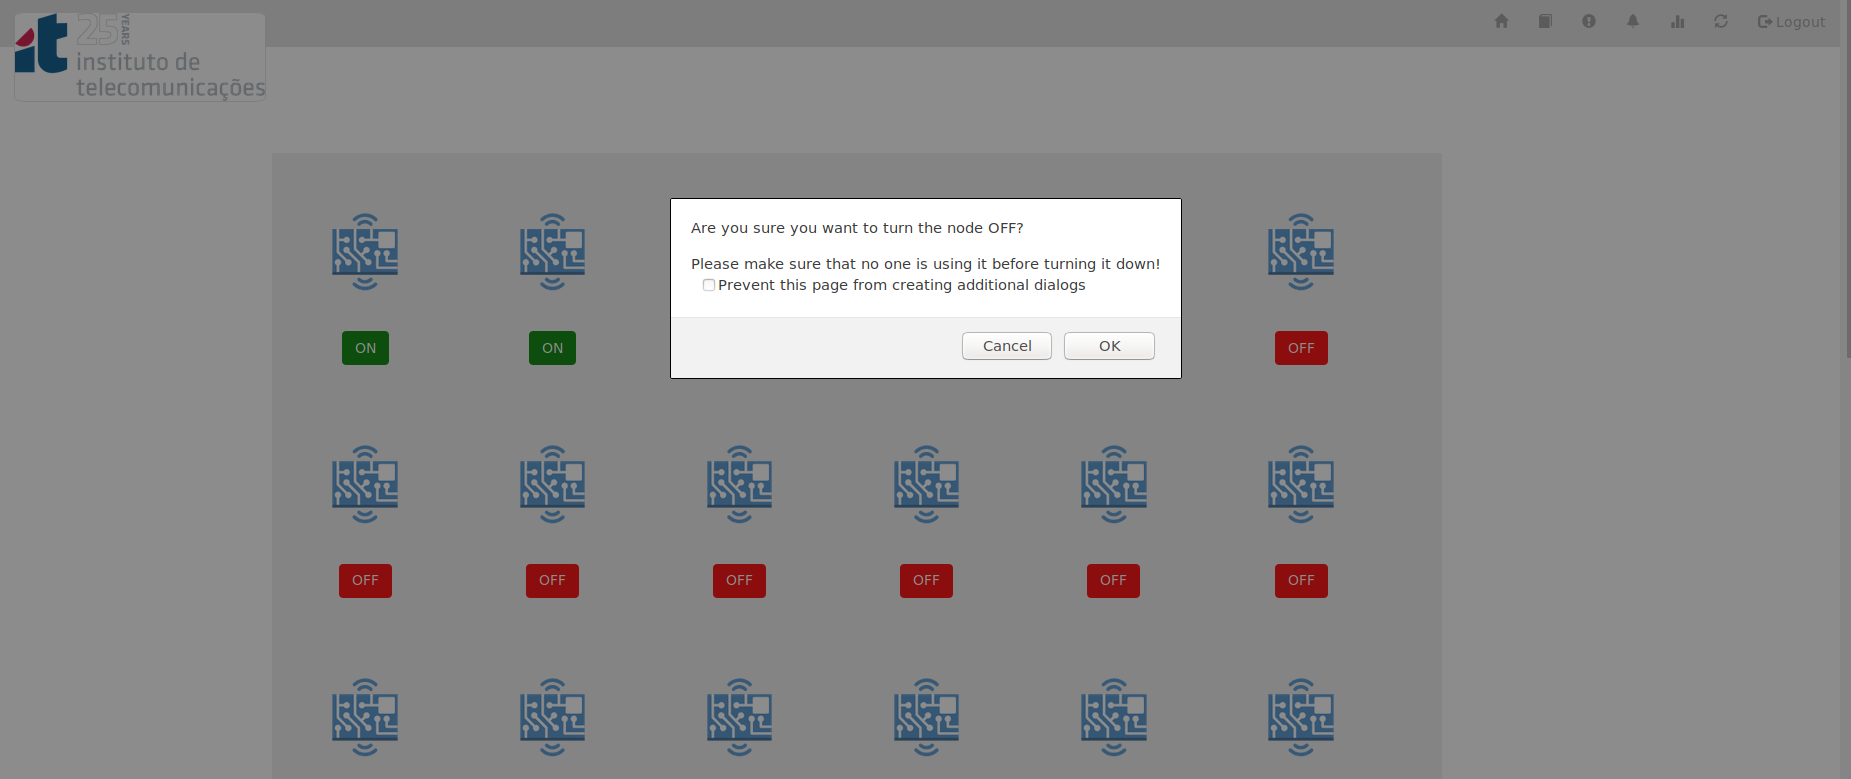 25 YEARS
instituto de
telecomunicações
Logout
Are you sure you want to turn the node OFF?
Please make sure that no one is using it before turning it down!
Prevent this page from creating additional dialogs
Cancel OK
ON ON OFF
OFF OFF OFF OFF OFF OFF